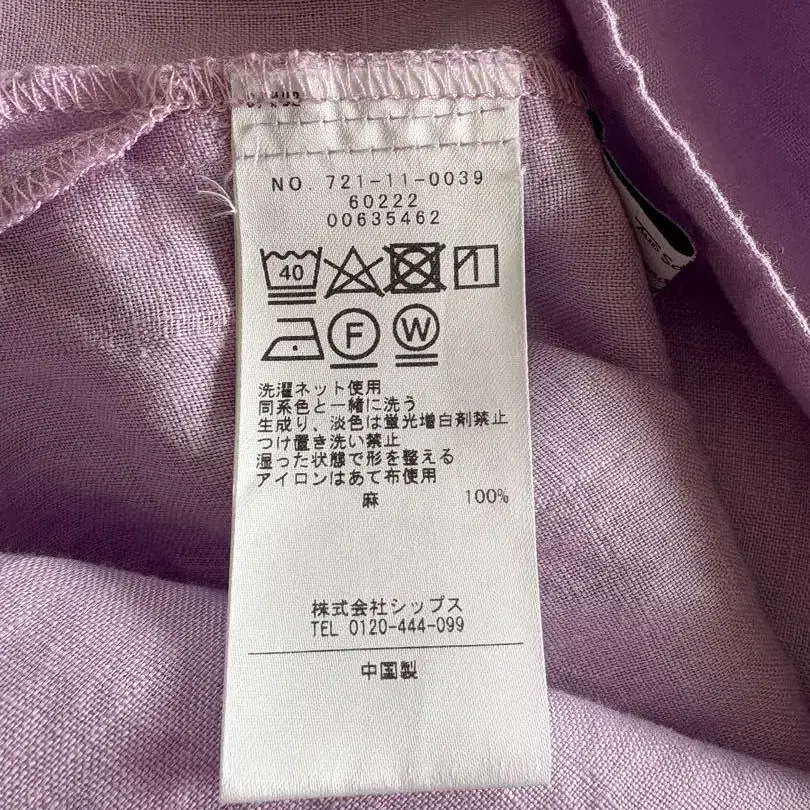 NO. 721-11-0039
60222
00635462
40
F
W
洗濯ネット使用
同系色と一緒に洗う
生成り、淡色は蛍光増白剤禁止
つけ置き洗い禁止
湿った状態で形を整える
アイロンはあて布使用
麻 100%
株式会社シップス
TEL 0120-444-099
中国製